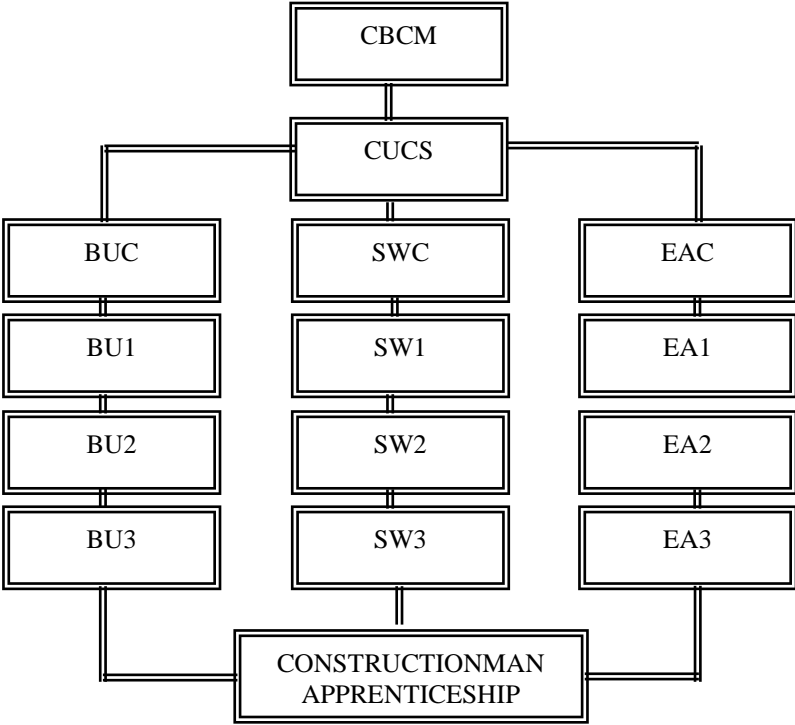 CBCM
CUCS
BUC
SWC
EAC
BU1
SW1
EA1
BU2
SW2
EA2
BU3
SW3
EA3
CONSTRUCTIONMAN
APPRENTICESHIP